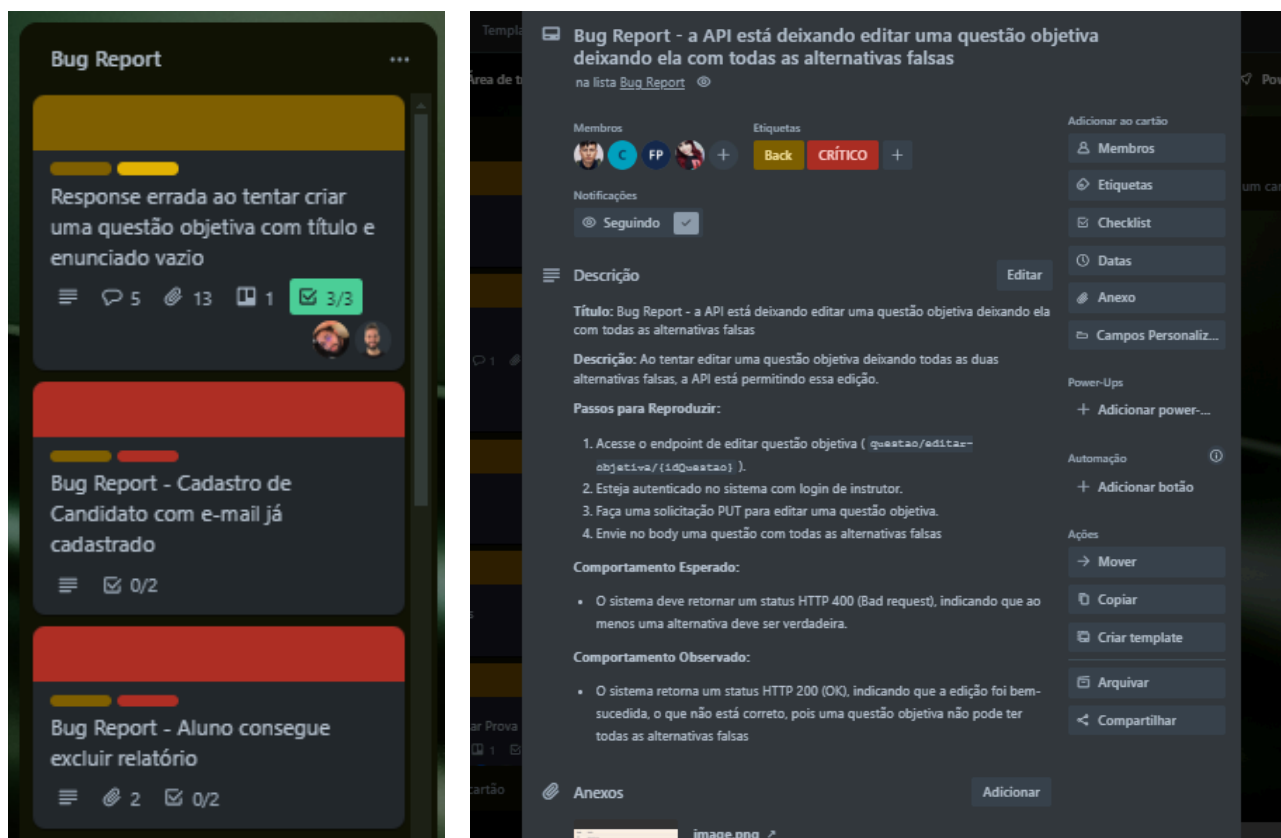 Bug Report
Response errada ao tentar criar
uma questão objetiva com título e
enunciado vazio
5 13 1 3/3
Bug Report - Cadastro de
Candidato com e-mail já
cadastrado
0/2
Bug Report - Aluno consegue
excluir relatório
2 0/2
Bug Report - a API está deixando editar uma questão objetiva
deixando ela com todas as alternativas falsas
na lista Bug Report
Membros
Etiquetas
C FP + Back CRÍTICO +
Notificações
Seguindo
Descrição
Editar
Título: Bug Report - a API está deixando editar uma questão objetiva deixando ela
com todas as alternativas falsas
Descrição: Ao tentar editar uma questão objetiva deixando todas as duas
alternativas falsas, a API está permitindo essa edição.
Passos para Reproduzir:
1. Acesse o endpoint de editar questão objetiva ( questao/editar-
objetiva/{idQuestao} ).
2. Esteja autenticado no sistema com login de instrutor.
3. Faça uma solicitação PUT para editar uma questão objetiva.
4. Envie no body uma questão com todas as alternativas falsas
Comportamento Esperado:
• O sistema deve retornar um status HTTP 400 (Bad request), indicando que ao
menos uma alternativa deve ser verdadeira.
Comportamento Observado:
• O sistema retorna um status HTTP 200 (OK), indicando que a edição foi bem-
sucedida, o que não está correto, pois uma questão objetiva não pode ter
todas as alternativas falsas
Anexos
Adicionar
image.png ↗
Adicionar ao cartão
Membros
Etiquetas
Checklist
Datas
Anexo
Campos Personaliz...
Power-Ups
+ Adicionar power-...
Automação
+ Adicionar botão
Ações
→ Mover
Copiar
Criar template
Arquivar
Compartilhar
Templa
Área de t
1
ar Prova
1
cartão
Pow
um car